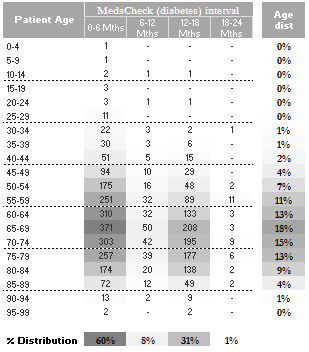 Patient Age MedsCheck (diabetes) interval Age dist
0-6 Mths 6-12 Mths 12-18 Mths 18-24 Mths
0-4 1 - - - 0%
5-9 1 - - - 0%
10-14 2 1 1 - 0%
15-19 3 - - - 0%
20-24 3 1 1 - 0%
25-29 11 - - - 0%
30-34 22 3 2 1 1%
35-39 30 3 6 - 1%
40-44 51 5 15 - 2%
45-49 94 10 29 - 4%
50-54 175 16 48 2 7%
55-59 251 32 89 11 11%
60-64 310 32 133 3 13%
65-69 371 50 208 3 18%
70-74 303 42 195 9 15%
75-79 257 39 177 6 13%
80-84 174 20 138 2 9%
85-89 72 12 49 2 4%
90-94 13 2 9 - 1%
95-99 2 - 2 - 0%
% Distribution 60% 8% 31% 1%